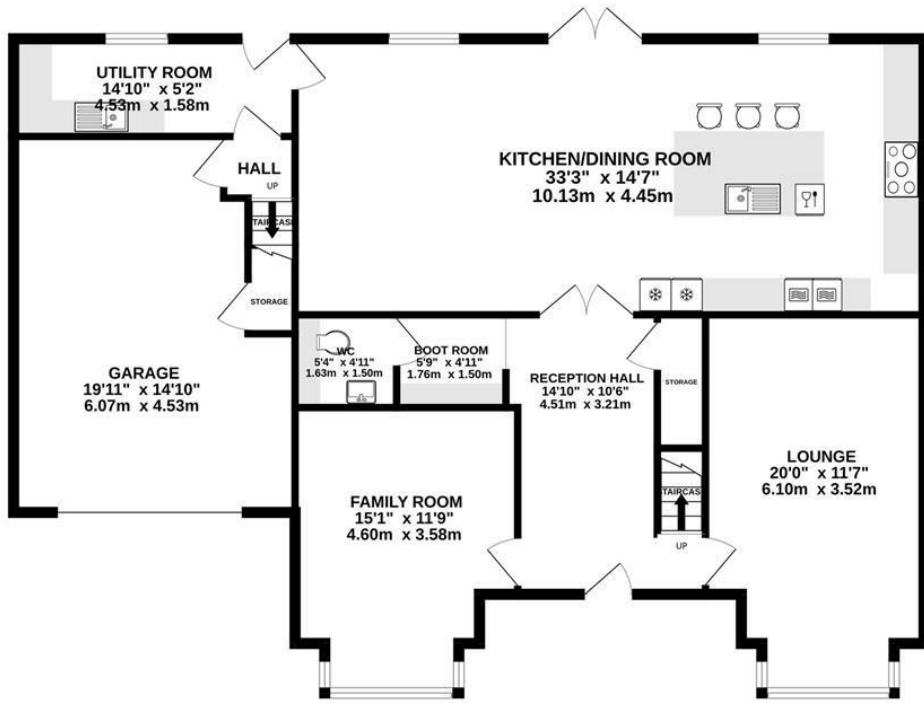 UTILITY ROOM
14'10" x 5'2"
4.53m x 1.58m
HALL
UP
STAIRCASE
STORAGE
KITCHEN/DINING ROOM
33'3" x 14'7"
10.13m x 4.45m
GARAGE
19'11" x 14'10"
6.07m x 4.53m
WC
5'4" x 4'11"
1.63m x 1.50m
BOOT ROOM
5'9" x 4'11"
1.76m x 1.50m
RECEPTION HALL
14'10" x 10'6"
4.51m x 3.21m
STORAGE
STAIRCASE
UP
LOUNGE
20'0" x 11'7"
6.10m x 3.52m
FAMILY ROOM
15'1" x 11'9"
4.60m x 3.58m